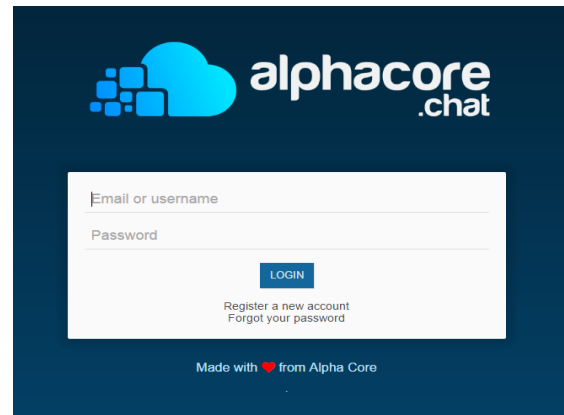 alphacore
.chat
Email or username
Password
LOGIN
Register a new account
Forgot your password
Made with ❤ from Alpha Core
.